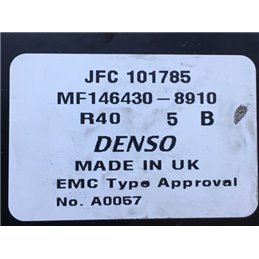 JFC 101785
MF146430-8910
R40 5 B
DENSO
MADE IN UK
EMC Type Approval
No. A0057